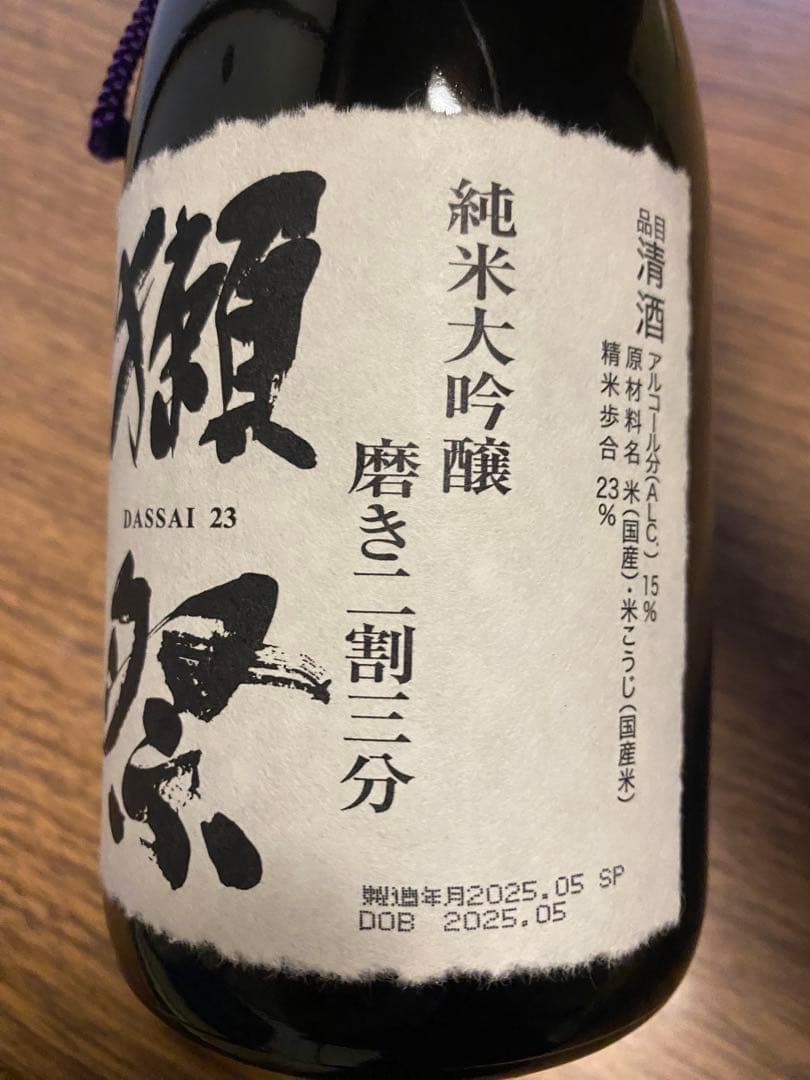 獺祭
DASSAI 23
純米大吟醸
磨き二割三分
品目 清酒
アルコール分(ALC.) 15%
原材料名 米(国産)・米こうじ(国産米)
精米歩合 23%
製造年月2025.05 SP
DOB 2025.05